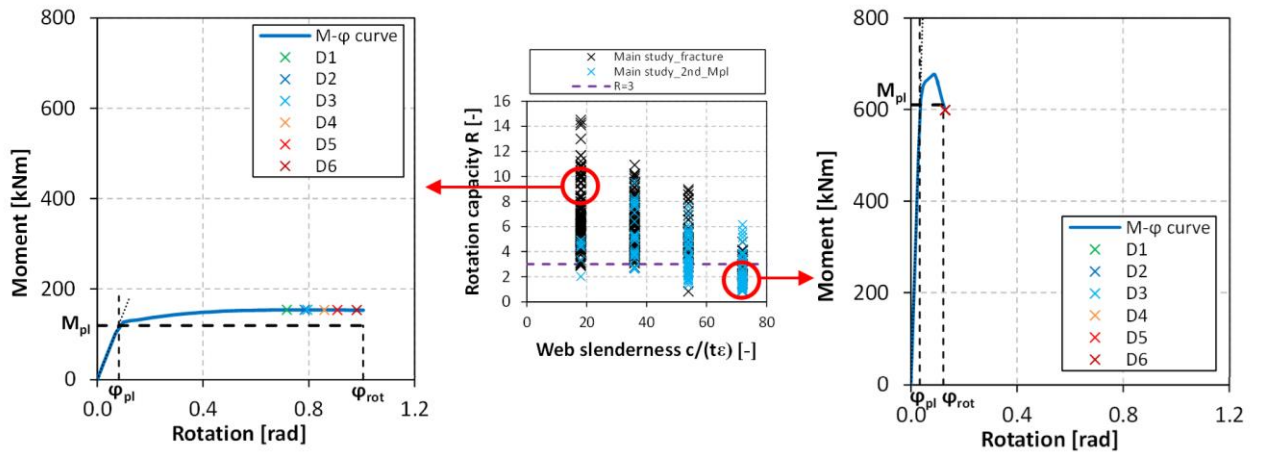 800
600
400
200
0
Moment [kNm]
M-φ curve
D1
D2
D3
D4
D5
D6
Mpl
φpl
φrot
0.0
0.4
0.8
1.2
Rotation [rad]
Main study_fracture
Main study_2nd_Mpl
R=3
16
14
12
10
8
6
4
2
0
Rotation capacity R [-]
0
20
40
60
80
Web slenderness c/(tε) [-]
800
600
400
200
0
Moment [kNm]
Mpl
M-φ curve
D1
D2
D3
D4
D5
D6
φpl
φrot
0.0
0.4
0.8
1.2
Rotation [rad]